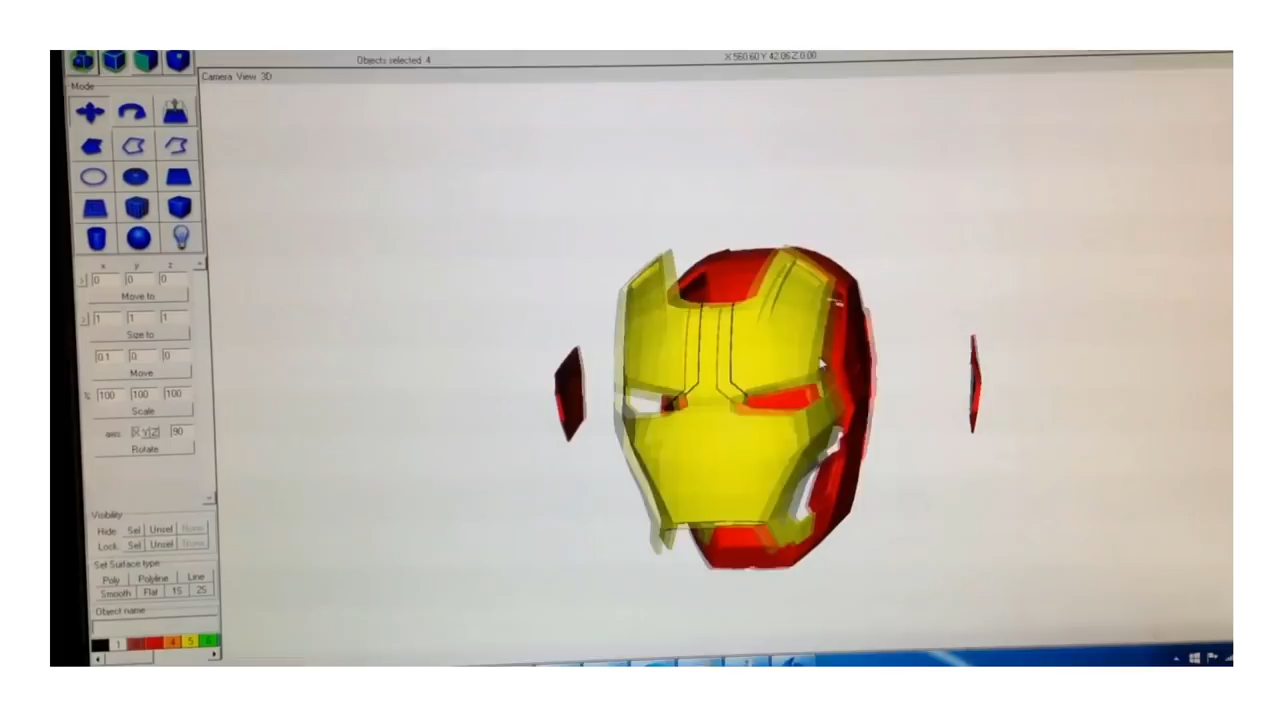 Objects selected 4
X 560.60 Y 42.06 Z 0.00
Camera View 3D
Mode
x y z
> 0 0 0
Move to
> 1 1 1
Size to
0.1 0 0
Move
% 100 100 100
Scale
axis: X Y Z 90
Rotate
Visibility
Hide: Sel Unsel None
Lock: Sel Unsel None
Set Surface type
Poly Polyline Line
Smooth Flat 15 25
Object name
1 4 5